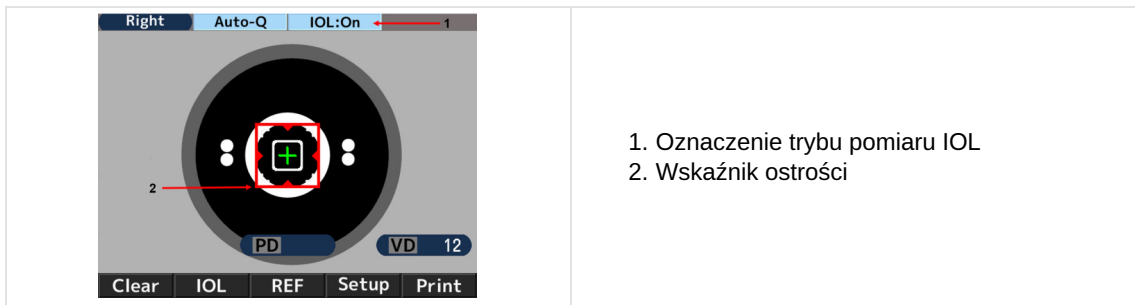 Right Auto-Q IOL:On 1
2
PD VD 12
Clear IOL REF Setup Print
1. Oznaczenie trybu pomiaru IOL
2. Wskaźnik ostrości